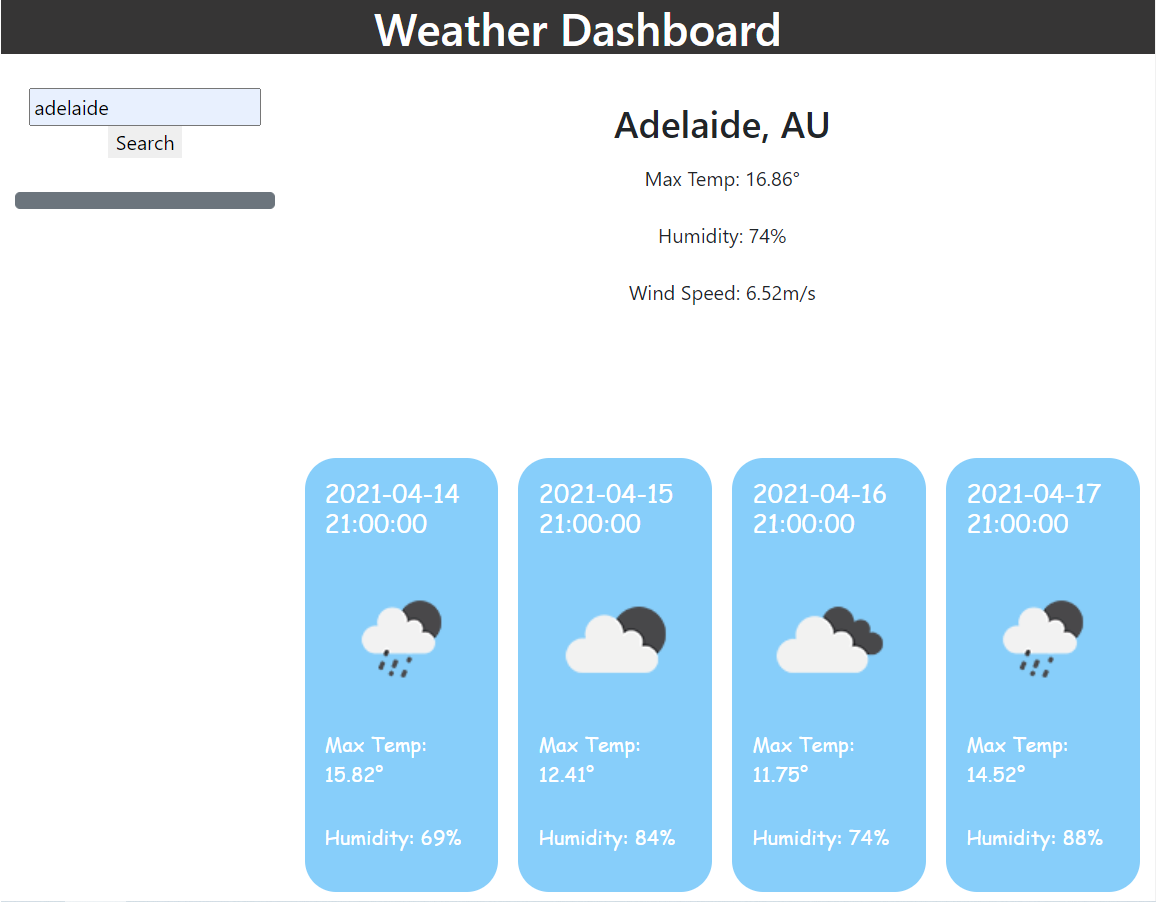 Weather Dashboard
adelaide
Search
Adelaide, AU
Max Temp: 16.86°
Humidity: 74%
Wind Speed: 6.52m/s
2021-04-14
21:00:00
Max Temp:
15.82°
Humidity: 69%
2021-04-15
21:00:00
Max Temp:
12.41°
Humidity: 84%
2021-04-16
21:00:00
Max Temp:
11.75°
Humidity: 74%
2021-04-17
21:00:00
Max Temp:
14.52°
Humidity: 88%